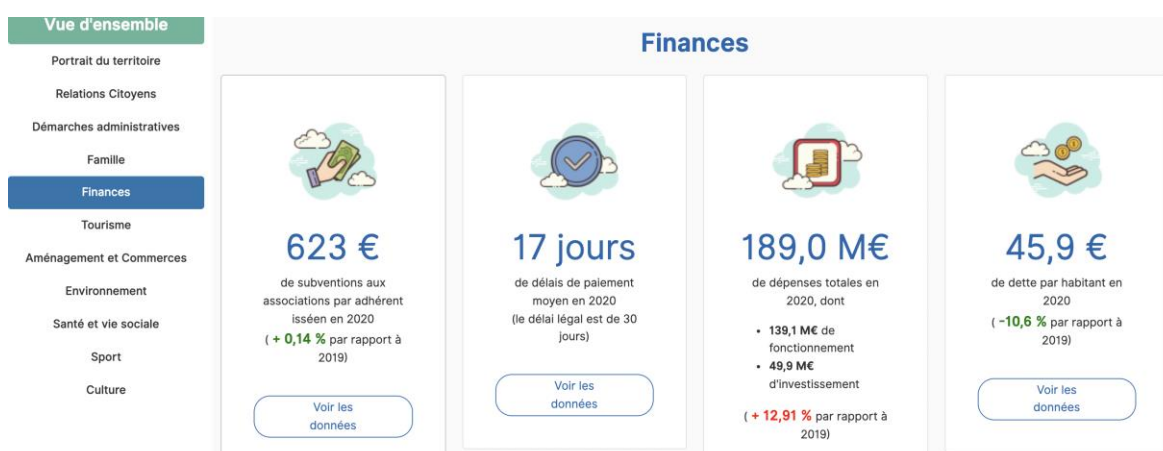 Vue d'ensemble
Portrait du territoire
Relations Citoyens
Démarches administratives
Famille
Finances
Tourisme
Aménagement et Commerces
Environnement
Santé et vie sociale
Sport
Culture
Finances
623 €
de subventions aux
associations par adhérent
isséen en 2020
( + 0,14 % par rapport à
2019)
Voir les
données
17 jours
de délais de paiement
moyen en 2020
(le délai légal est de 30
jours)
Voir les
données
189,0 M€
de dépenses totales en
2020, dont
• 139,1 M€ de
fonctionnement
• 49,9 M€
d'investissement
( + 12,91 % par rapport à
2019)
45,9 €
de dette par habitant en
2020
( -10,6 % par rapport à
2019)
Voir les
données